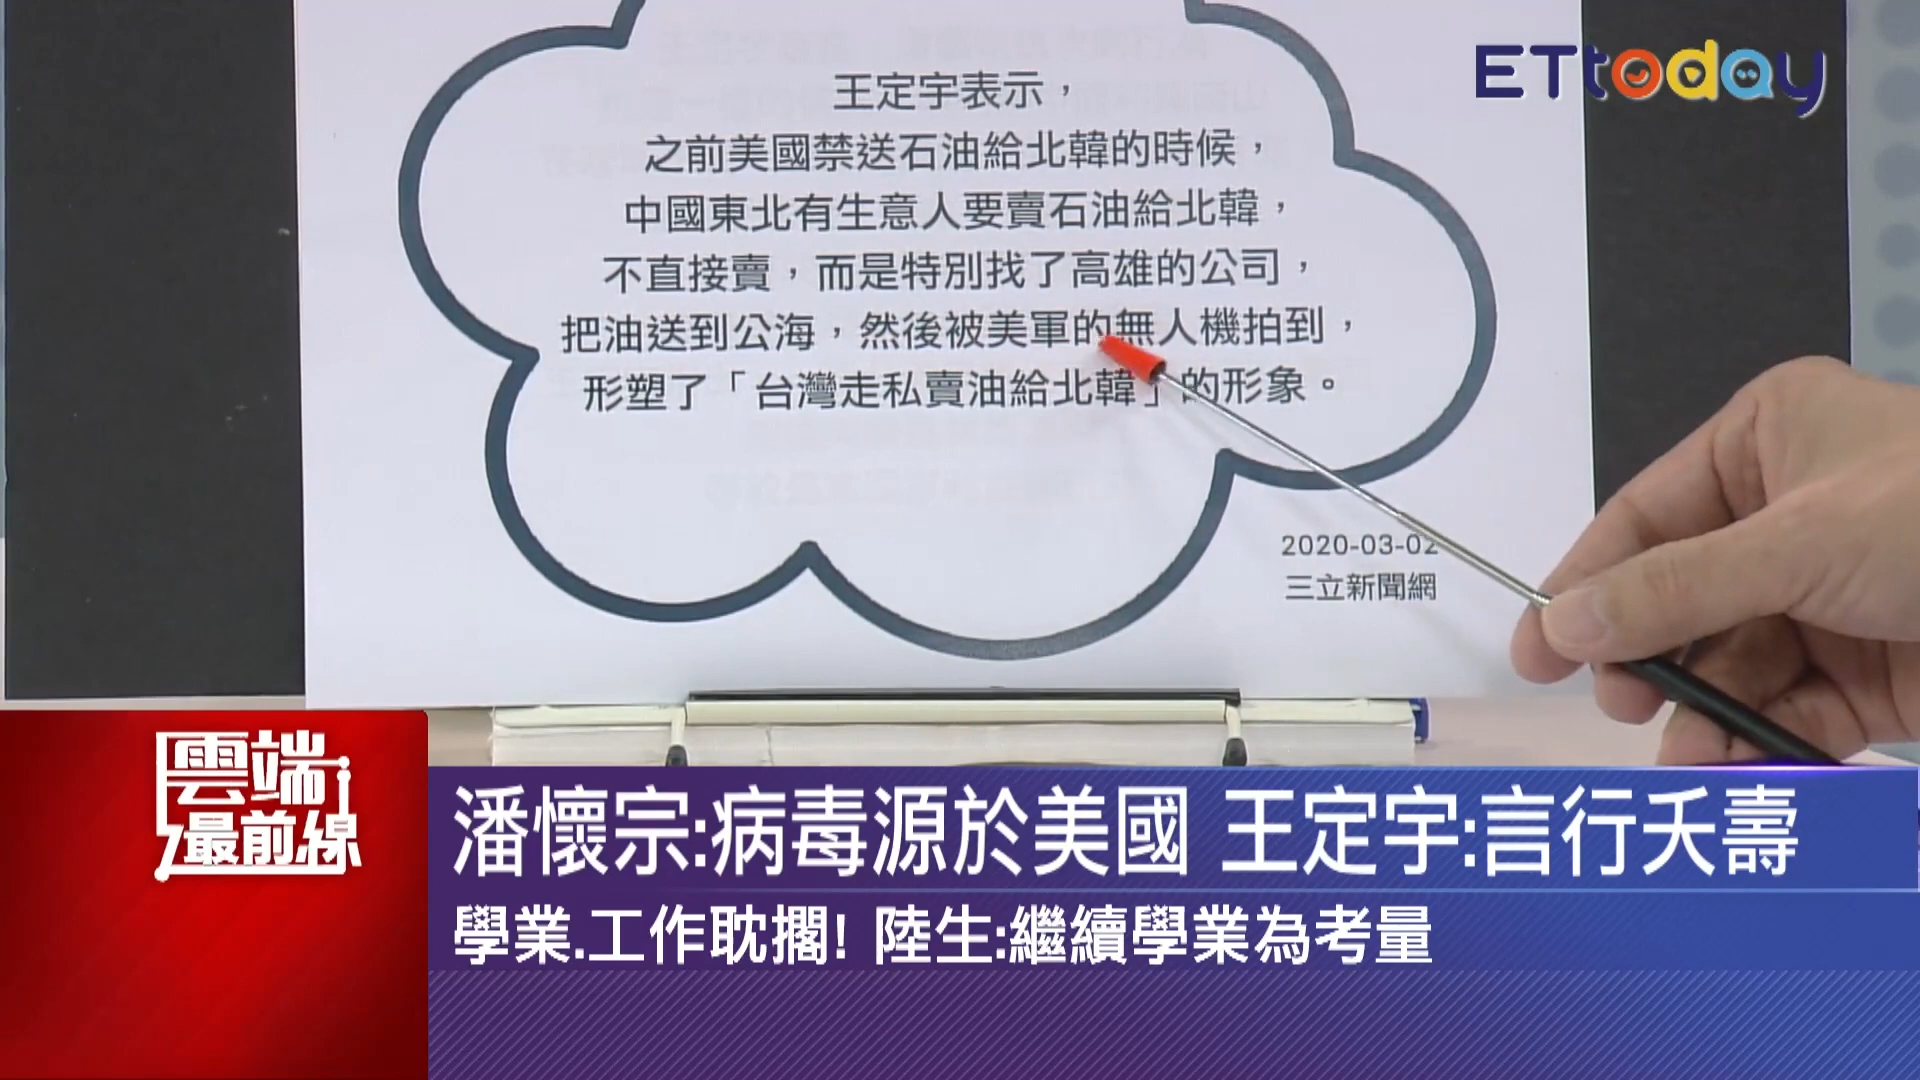 ETtoday
王定宇表示，
之前美國禁送石油給北韓的時候，
中國東北有生意人要賣石油給北韓，
不直接賣，而是特別找了高雄的公司，
把油送到公海，然後被美軍的無人機拍到，
形塑了「台灣走私賣油給北韓」的形象。
2020-03-02
三立新聞網
雲端
最前線
潘懷宗:病毒源於美國 王定宇:言行夭壽
學業.工作耽擱! 陸生:繼續學業為考量